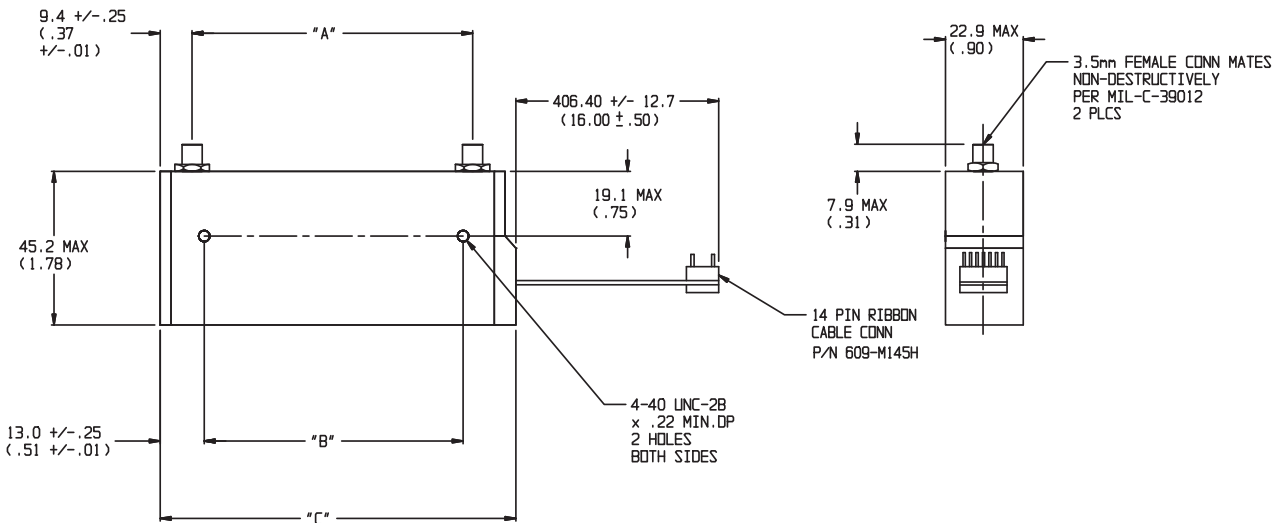 9.4 +/-.25
(.37
+/-.01)
"A"
22.9 MAX
(.90)
3.5mm FEMALE CONN MATES
NON-DESTRUCTIVELY
PER MIL-C-39012
2 PLCS
406.40 +/- 12.7
(16.00 ± .50)
19.1 MAX
(.75)
7.9 MAX
(.31)
45.2 MAX
(1.78)
14 PIN RIBBON
CABLE CONN
P/N 609-M145H
4-40 UNC-2B
x .22 MIN.DP
2 HOLES
BOTH SIDES
13.0 +/-.25
(.51 +/-.01)
"B"
"C"